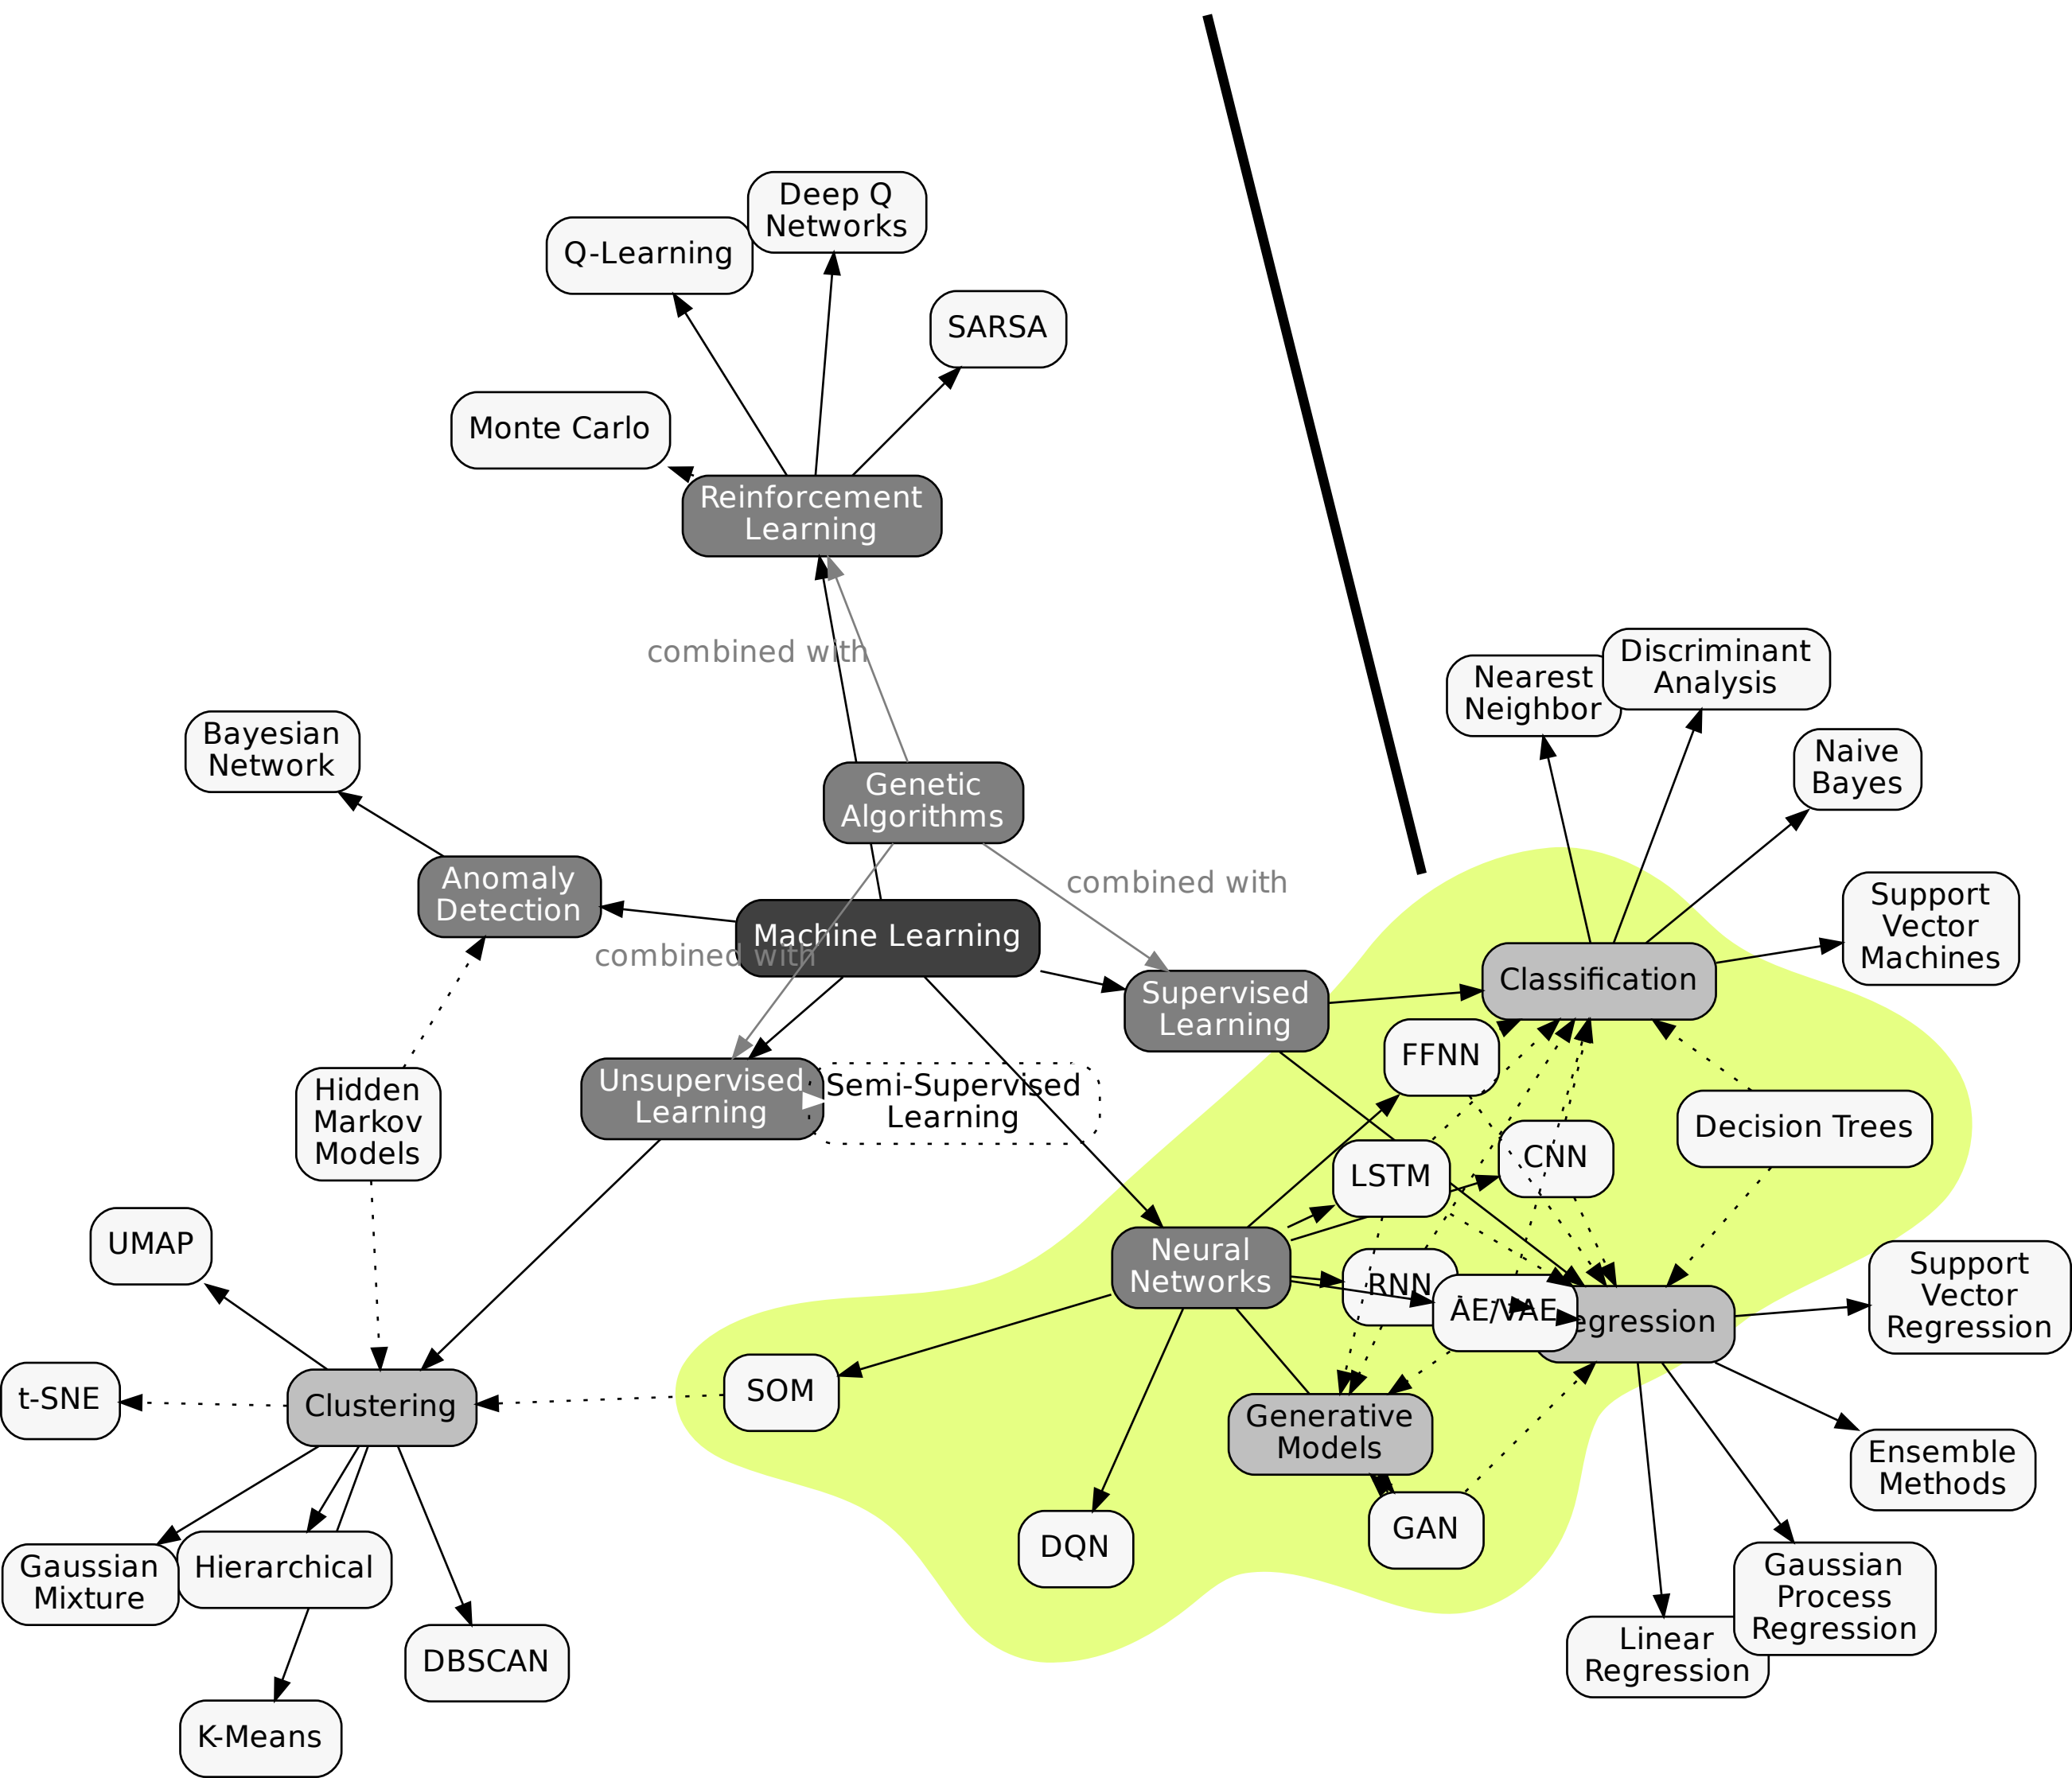 Deep Q
Networks
Q-Learning
SARSA
Monte Carlo
Reinforcement
Learning
combined with
Nearest
Neighbor
Discriminant
Analysis
Bayesian
Network
Naive
Bayes
Genetic
Algorithms
Anomaly
Detection
combined with
Support
Vector
Machines
Machine Learning
combined with
Classification
Supervised
Learning
FFNN
Hidden
Markov
Models
Unsupervised
Learning
Semi-Supervised
Learning
Decision Trees
CNN
LSTM
UMAP
Neural
Networks
RNN
AE/VAE
egression
Support
Vector
Regression
t-SNE
Clustering
SOM
Generative
Models
Ensemble
Methods
GAN
DQN
Gaussian
Mixture
Hierarchical
Gaussian
Process
Regression
Linear
Regression
DBSCAN
K-Means